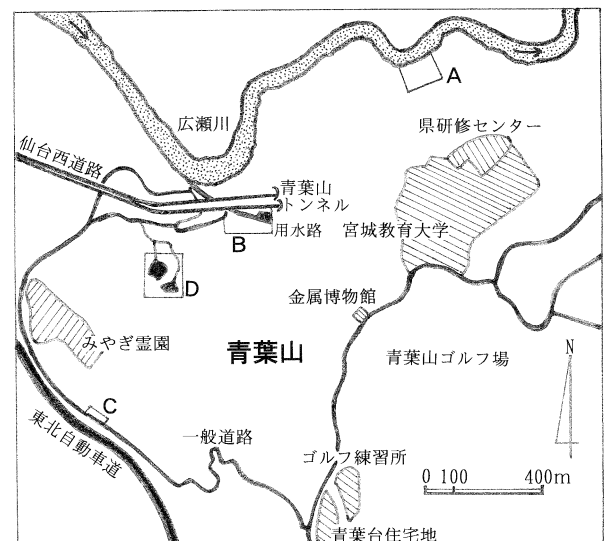 A
広瀬川
県研修センター
仙台西道路
青葉山
トンネル
B
用水路
宮城教育大学
D
金属博物館
みやぎ霊園
青葉山
青葉山ゴルフ場
N
C
東北自動車道
一般道路
ゴルフ練習所
0 100 400m
青葉台住宅地